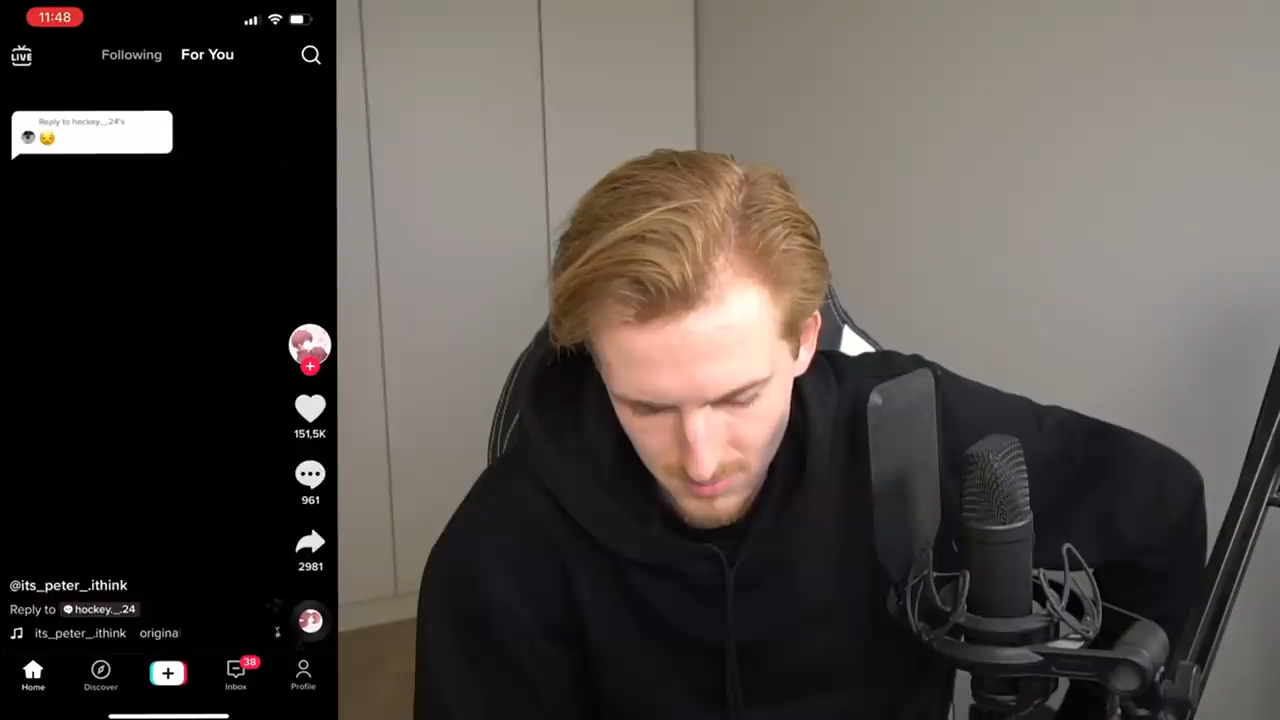 11:48
LIVE
Following
For You
Reply to hockey._.24's
😔
151,5K
961
2981
@its_peter_.ithink
Reply to 💬hockey._.24
its_peter_.ithink original
38
Home
Discover
Inbox
Profile